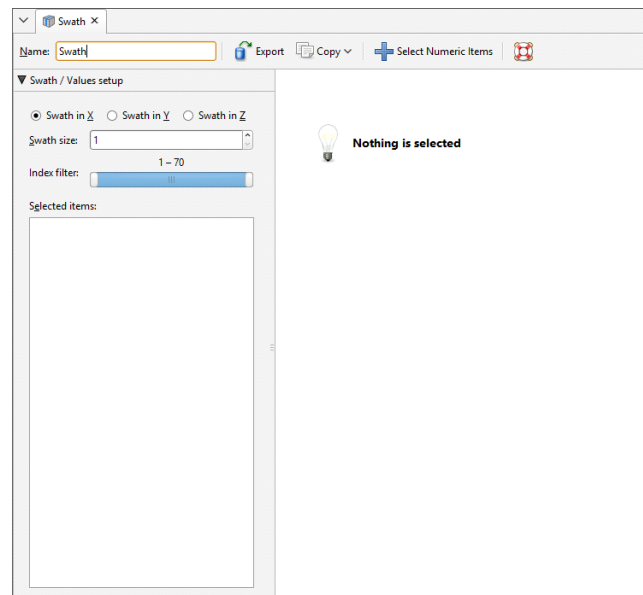 Swath
Name: Swath Export Copy Select Numeric Items
Swath / Values setup
Swath in X Swath in Y Swath in Z
Swath size: 1
1 – 70
Index filter:
Selected items:
Nothing is selected